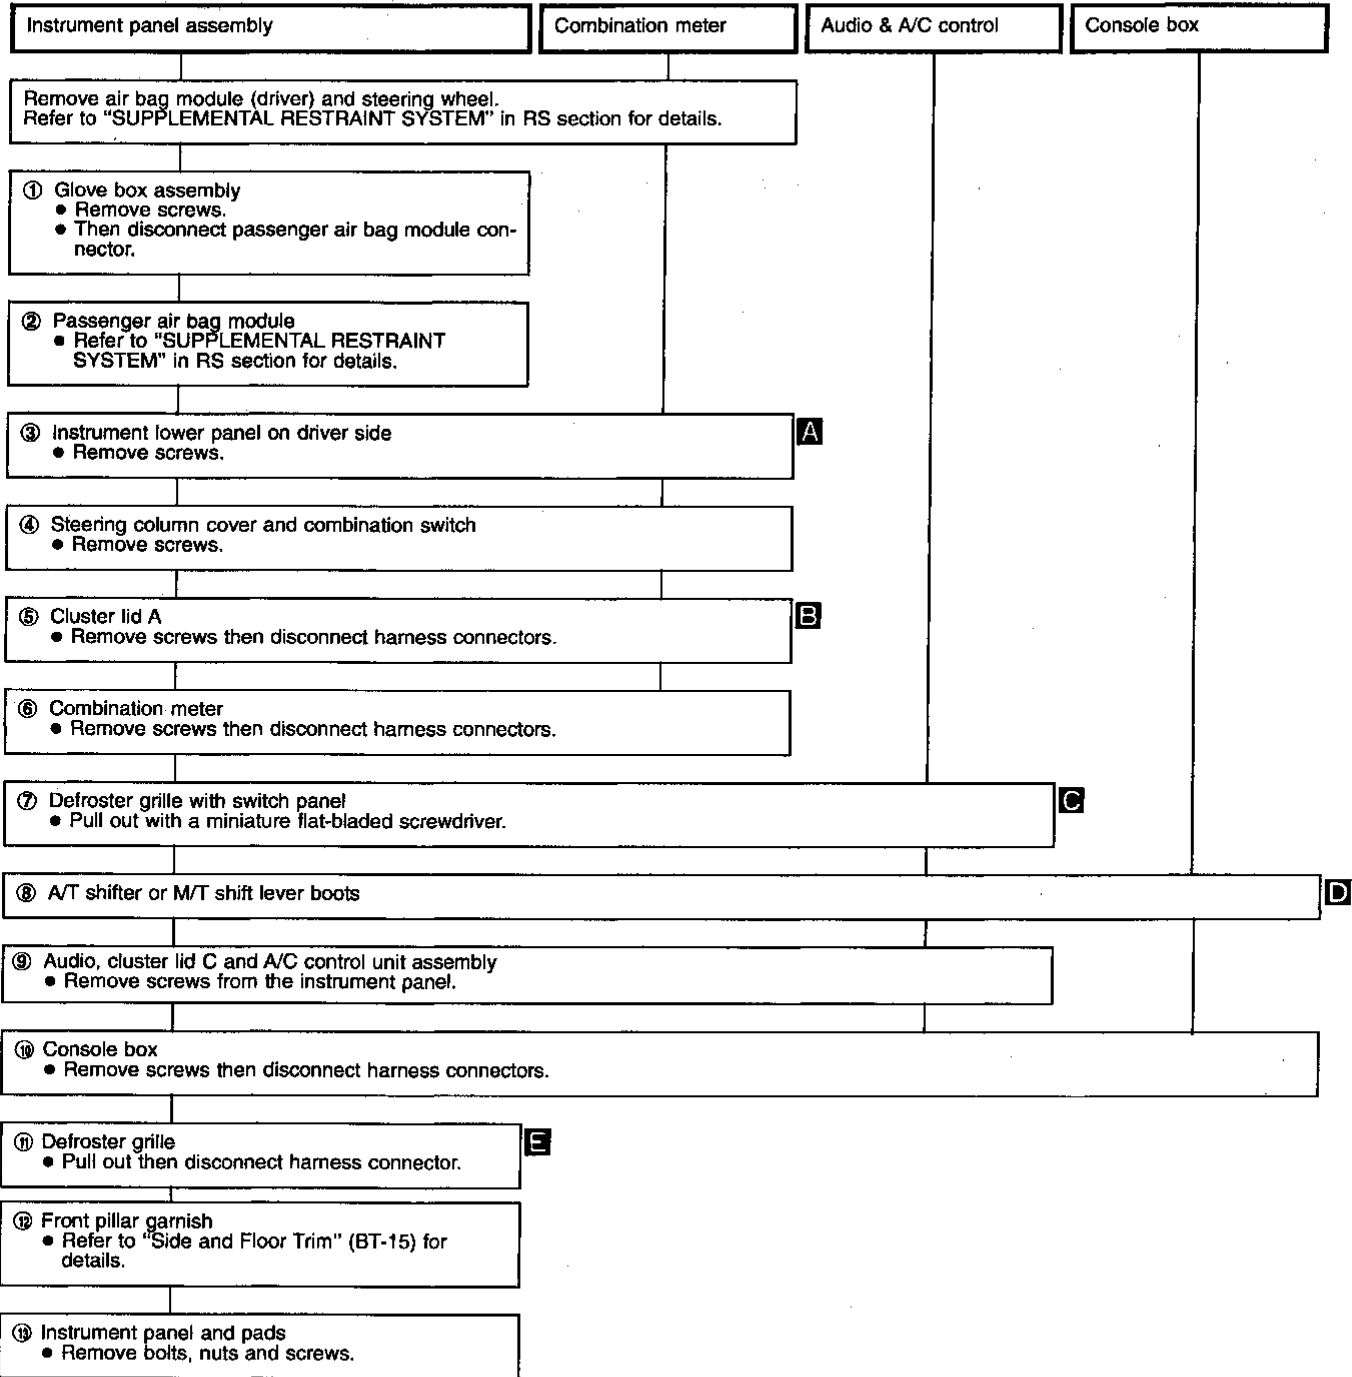 Instrument panel assembly
Combination meter
Audio & A/C control
Console box
Remove air bag module (driver) and steering wheel.
Refer to "SUPPLEMENTAL RESTRAINT SYSTEM" in RS section for details.
① Glove box assembly
● Remove screws.
● Then disconnect passenger air bag module con-
nector.
② Passenger air bag module
● Refer to "SUPPLEMENTAL RESTRAINT
SYSTEM" in RS section for details.
③ Instrument lower panel on driver side
● Remove screws.
A
④ Steering column cover and combination switch
● Remove screws.
⑤ Cluster lid A
● Remove screws then disconnect harness connectors.
B
⑥ Combination meter
● Remove screws then disconnect harness connectors.
⑦ Defroster grille with switch panel
● Pull out with a miniature flat-bladed screwdriver.
C
⑧ A/T shifter or M/T shift lever boots
D
⑨ Audio, cluster lid C and A/C control unit assembly
● Remove screws from the instrument panel.
⑩ Console box
● Remove screws then disconnect harness connectors.
⑪ Defroster grille
● Pull out then disconnect harness connector.
E
⑫ Front pillar garnish
● Refer to "Side and Floor Trim" (BT-15) for
details.
⑬ Instrument panel and pads
● Remove bolts, nuts and screws.